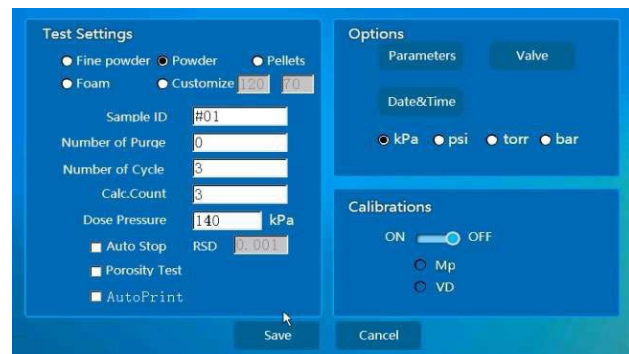 Test Settings
Fine powder Powder Pellets
Foam Customize 120 70
Sample ID #01
Number of Purge 0
Number of Cycle 3
Calc.Count 3
Dose Pressure 140 kPa
Auto Stop RSD 0.001
Porosity Test
AutoPrint
Options
Parameters Valve
Date&Time
kPa psi torr bar
Calibrations
ON OFF
Mp
VD
Save Cancel